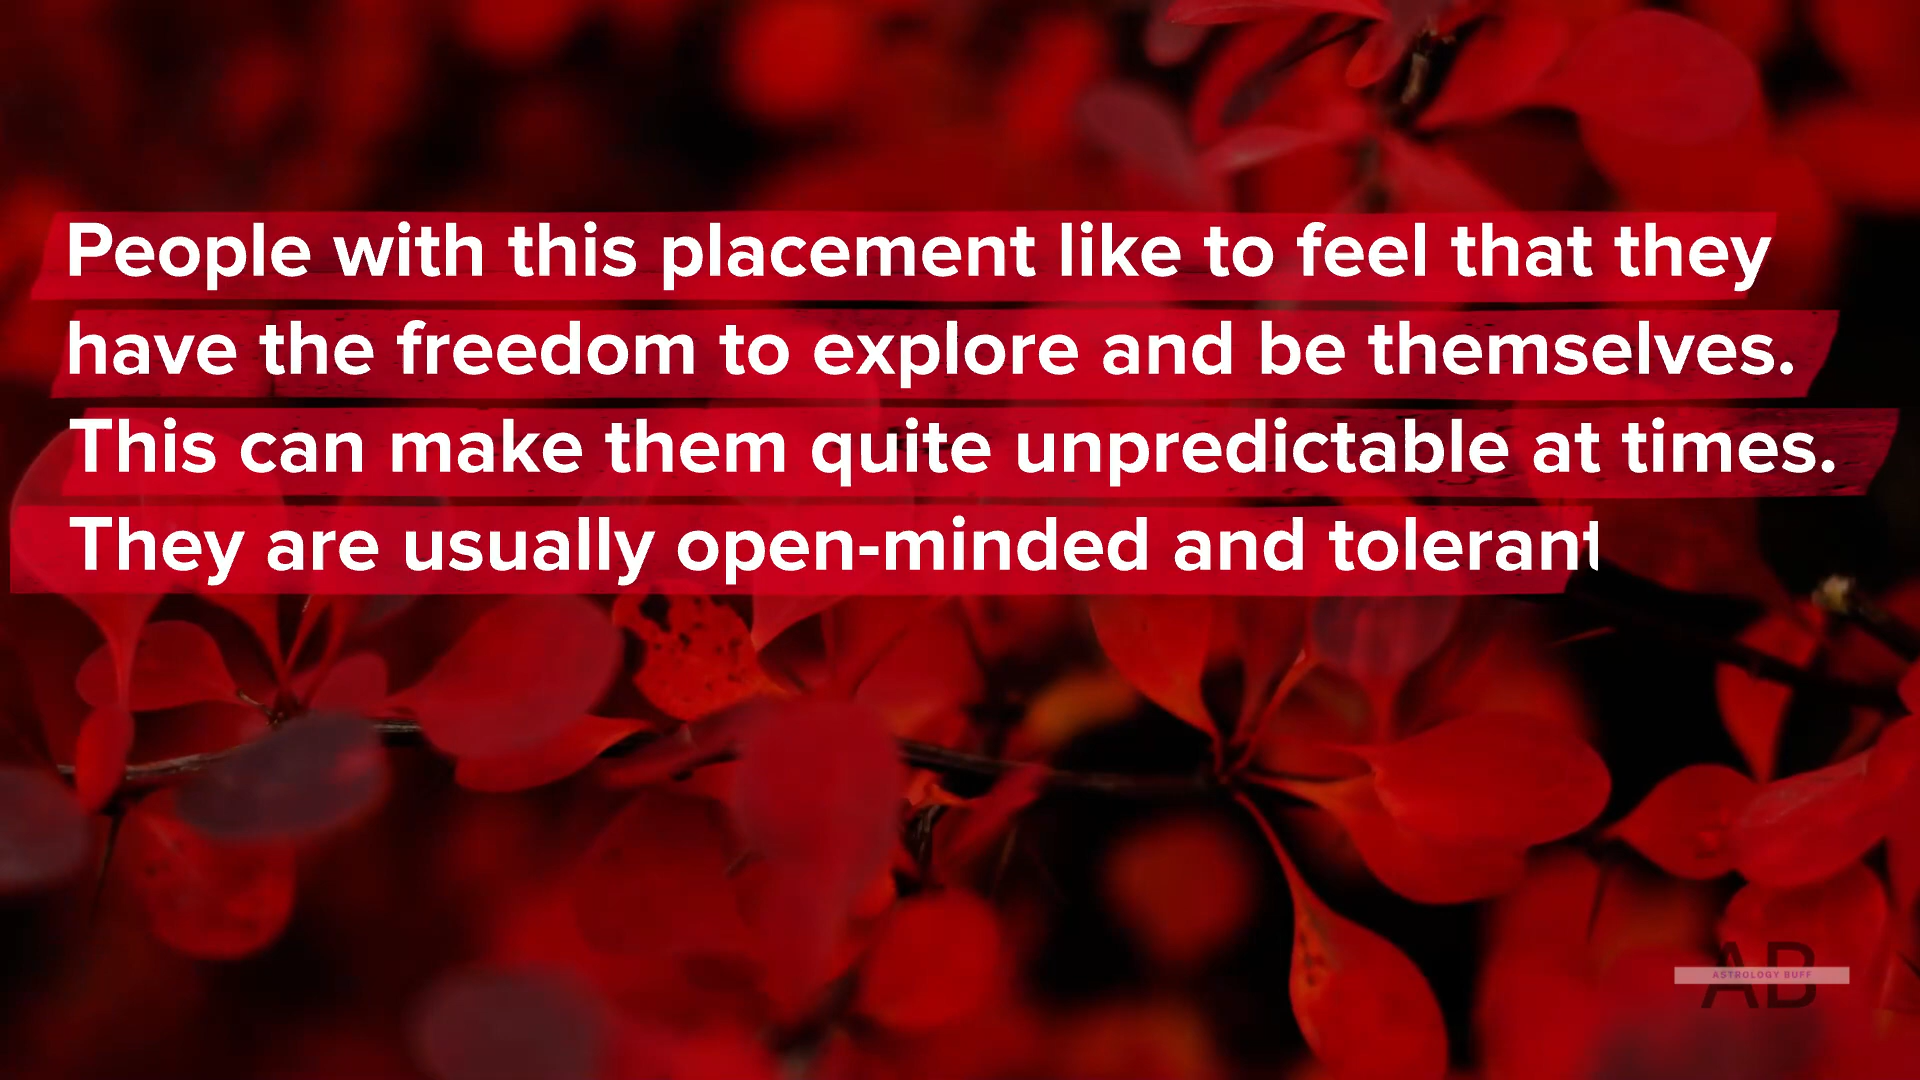 People with this placement like to feel that they
have the freedom to explore and be themselves.
This can make them quite unpredictable at times.
They are usually open-minded and tolerant
AB
ASTROLOGY BUFF